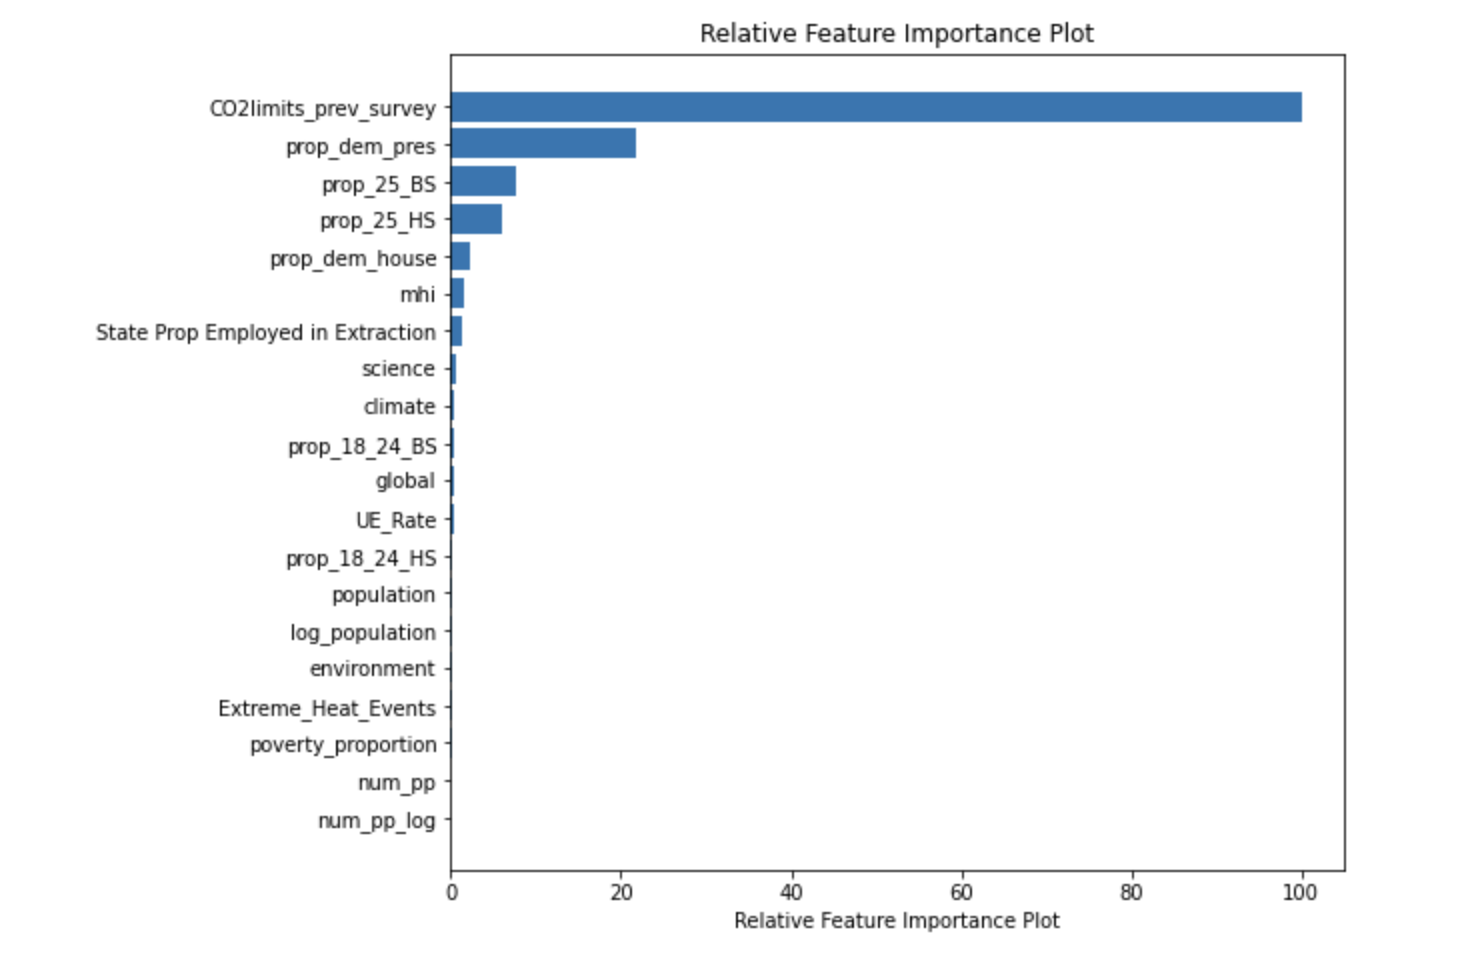 Relative Feature Importance Plot
CO2limits_prev_survey
prop_dem_pres
prop_25_BS
prop_25_HS
prop_dem_house
mhi
State Prop Employed in Extraction
science
climate
prop_18_24_BS
global
UE_Rate
prop_18_24_HS
population
log_population
environment
Extreme_Heat_Events
poverty_proportion
num_pp
num_pp_log
0 20 40 60 80 100
Relative Feature Importance Plot